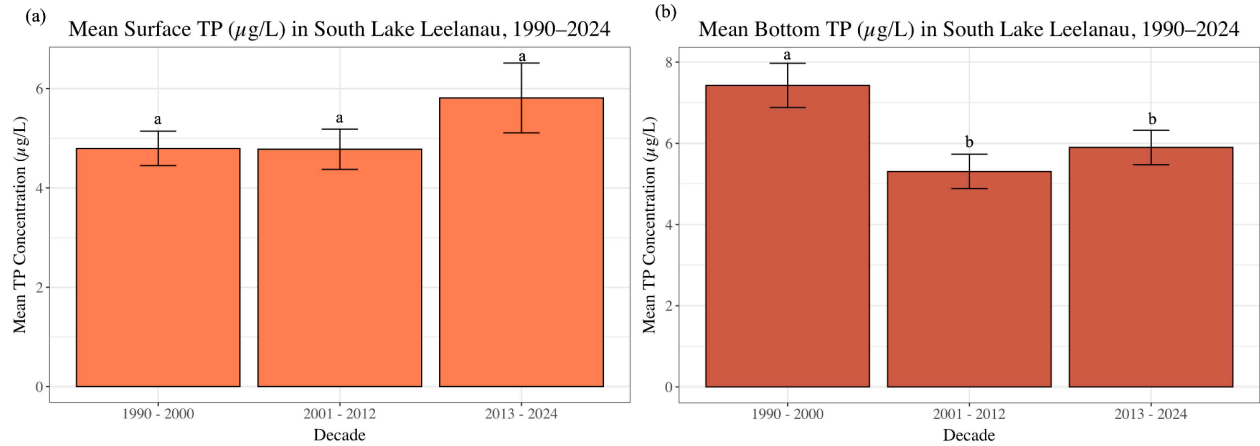 (a)
Mean Surface TP (µg/L) in South Lake Leelanau, 1990–2024
Mean TP Concentration (µg/L)
6
4
2
0
a
a
a
1990 - 2000
2001 - 2012
2013 - 2024
Decade
(b)
Mean Bottom TP (µg/L) in South Lake Leelanau, 1990–2024
Mean TP Concentration (µg/L)
8
6
4
2
0
a
b
b
1990 - 2000
2001 - 2012
2013 - 2024
Decade